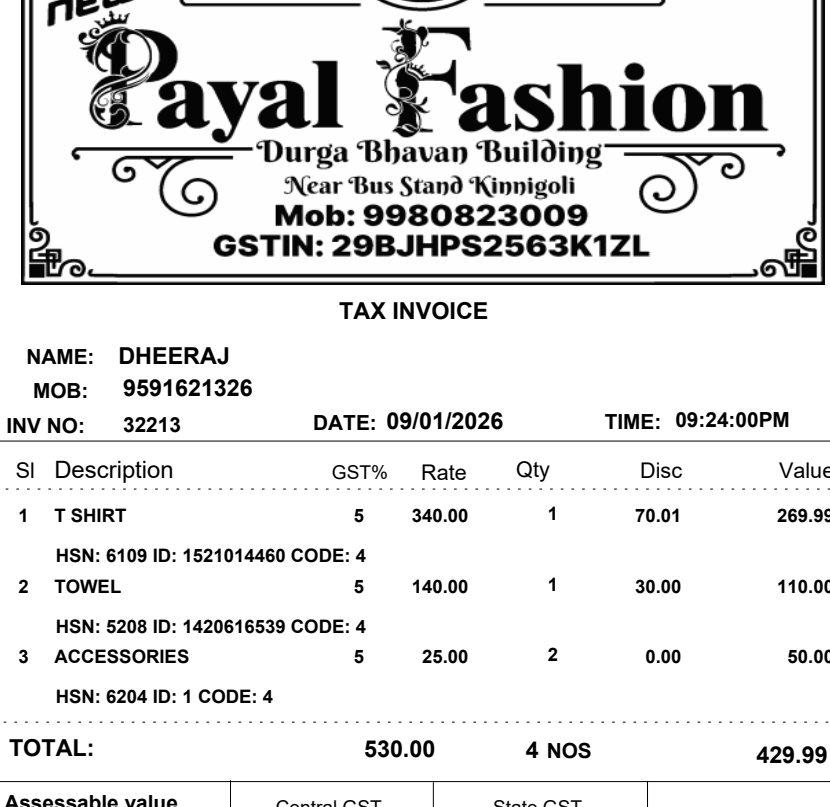 new
Payal Fashion
Durga Bhavan Building
Near Bus Stand Kinnigoli
Mob: 9980823009
GSTIN: 29BJHPS2563K1ZL
TAX INVOICE
NAME: DHEERAJ
MOB: 9591621326
INV NO: 32213 DATE: 09/01/2026 TIME: 09:24:00PM
Sl Description GST% Rate Qty Disc Value
1 T SHIRT 5 340.00 1 70.01 269.99
HSN: 6109 ID: 1521014460 CODE: 4
2 TOWEL 5 140.00 1 30.00 110.00
HSN: 5208 ID: 1420616539 CODE: 4
3 ACCESSORIES 5 25.00 2 0.00 50.00
HSN: 6204 ID: 1 CODE: 4
TOTAL: 530.00 4 NOS 429.99
Assessable value Central GST State GST